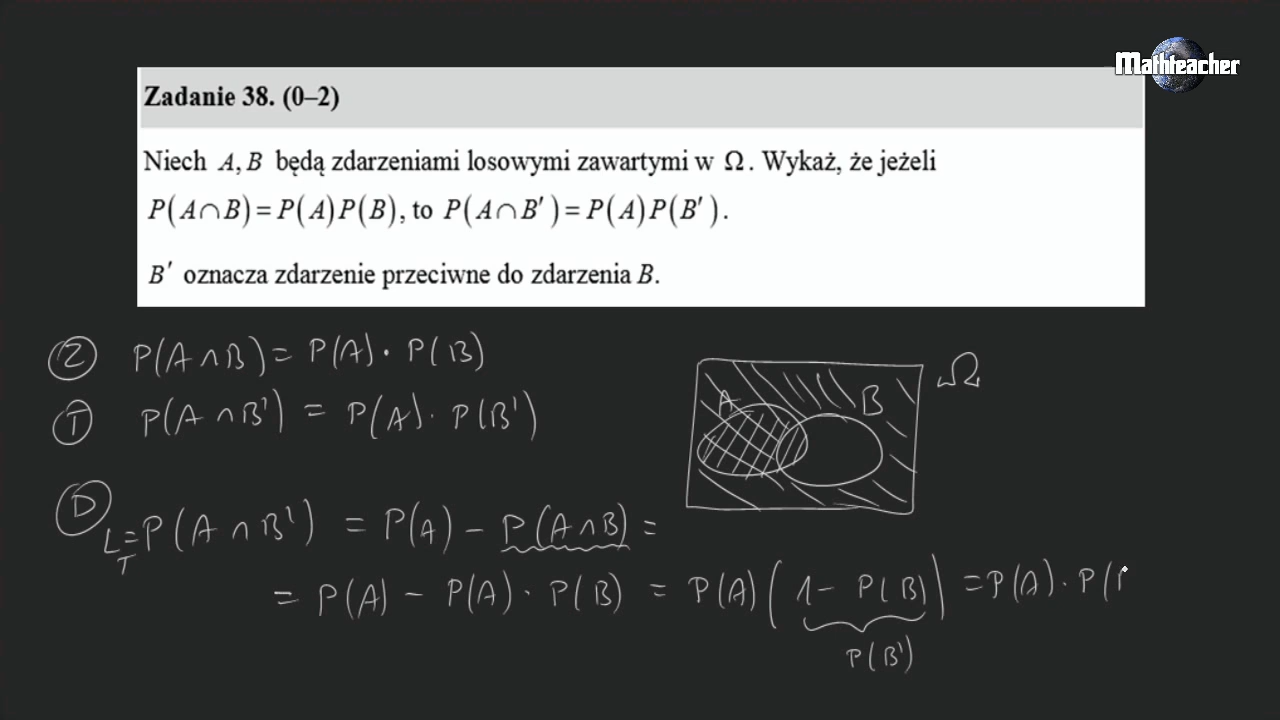 Mathteacher
Zadanie 38. (0–2)
Niech A, B będą zdarzeniami losowymi zawartymi w Ω. Wykaż, że jeżeli
P(A∩B)=P(A)P(B), to P(A∩B′)=P(A)P(B′).
B′ oznacza zdarzenie przeciwne do zdarzenia B.
Z P(A∩B) = P(A)·P(B)
T P(A∩B') = P(A)·P(B')
A B Ω
D L_T = P(A∩B') = P(A) − P(A∩B) =
= P(A) − P(A)·P(B) = P(A)(1 − P(B)) = P(A)·P(
P(B')